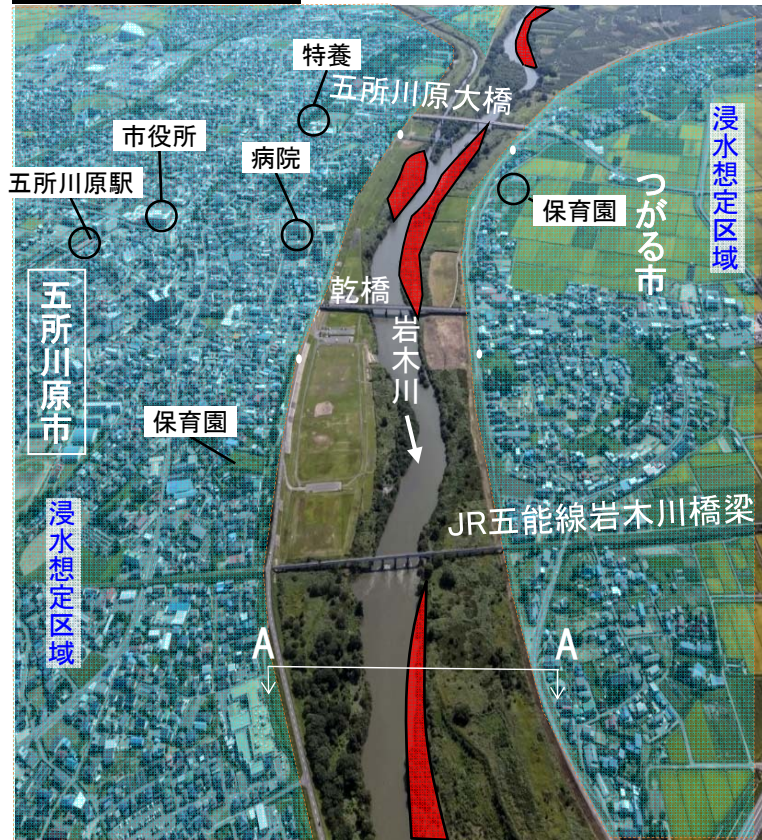 特養
五所川原大橋
市役所
病院
五所川原駅
保育園
つがる市
浸水想定区域
乾橋
岩木川
五所川原市
保育園
JR五能線岩木川橋梁
浸水想定区域
A
A